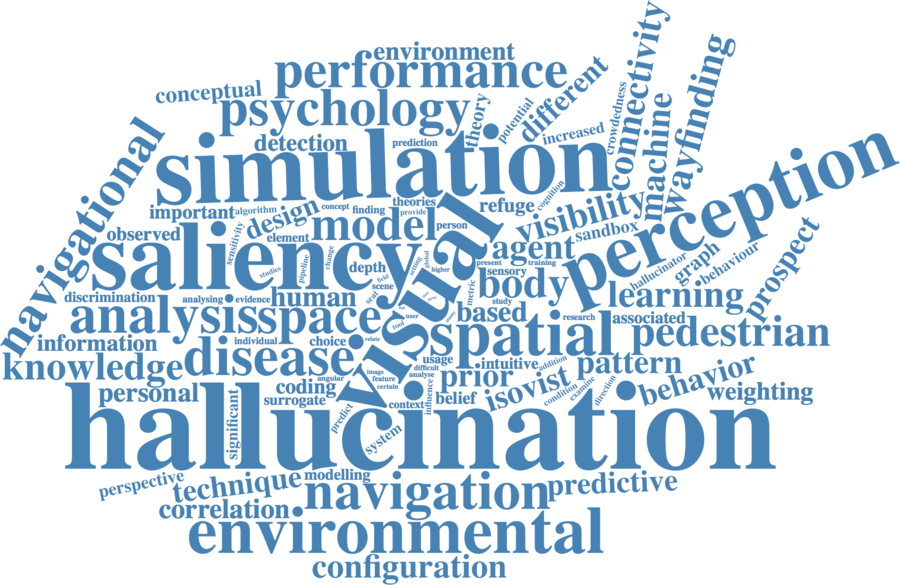 environment
performance
conceptual
psychology
theory
potential
different
connectivity
crowdedness
machine
wayfinding
detection
prediction
increased
simulation
navigational
important
algorithm
design
concept
finding
theories
provide
refuge
cognition
visibility
perception
observed
sensitivity
element
model
person
agent
sandbox
saliency
studies
pipeline
change
depth
field
scene
seat
setting
global
higher
present
training
sensory
hallucinator
graph
behaviour
prospect
visual
body
metric
study
learning
discrimination
analysing
evidence
human
analysis
space
user
tool
based
spatial
research
associated
pedestrian
information
individual
choice
relate
knowledge
disease
usage
difficult
analyse
intuitive
addition
pattern
angular
image
feature
certain
prior
isovist
condition
examine
direction
behavior
weighting
personal
significant
coding
surrogate
predict
context
influence
belief
system
hallucination
perspective
technique
modelling
navigation
predictive
correlation
environmental
configuration